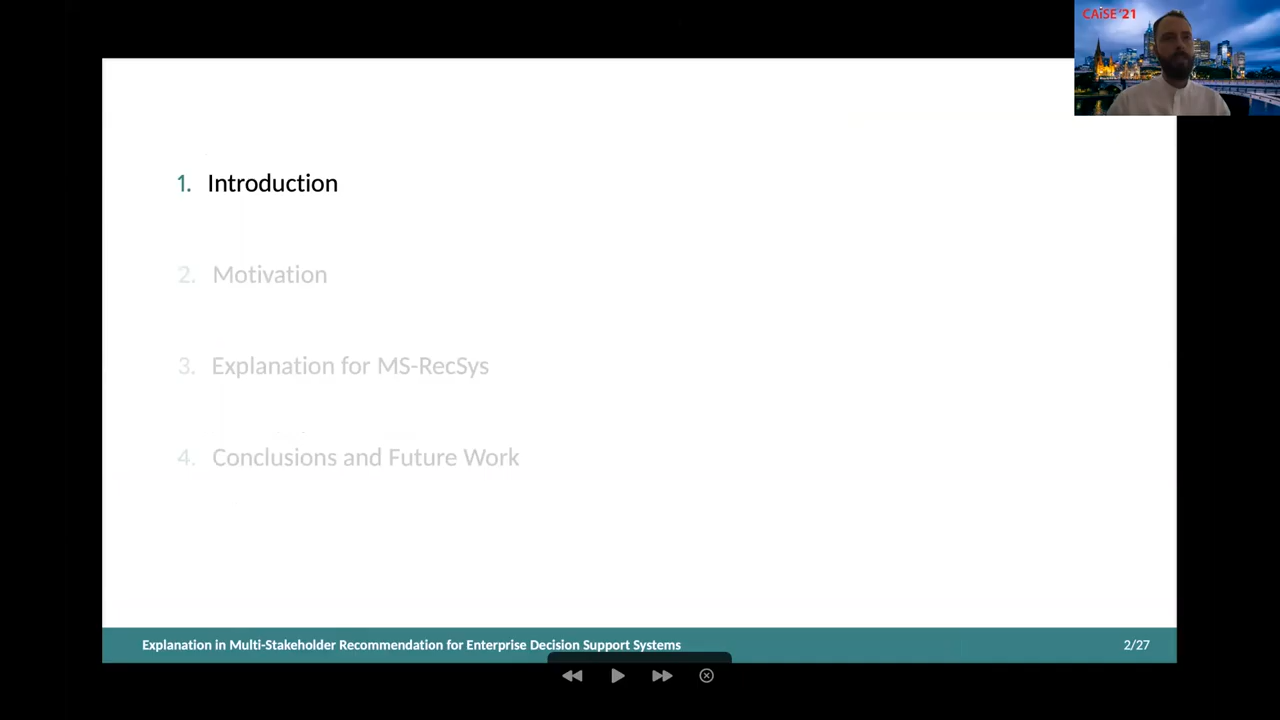 CAiSE '21
1. Introduction
2. Motivation
3. Explanation for MS-RecSys
4. Conclusions and Future Work
Explanation in Multi-Stakeholder Recommendation for Enterprise Decision Support Systems
2/27